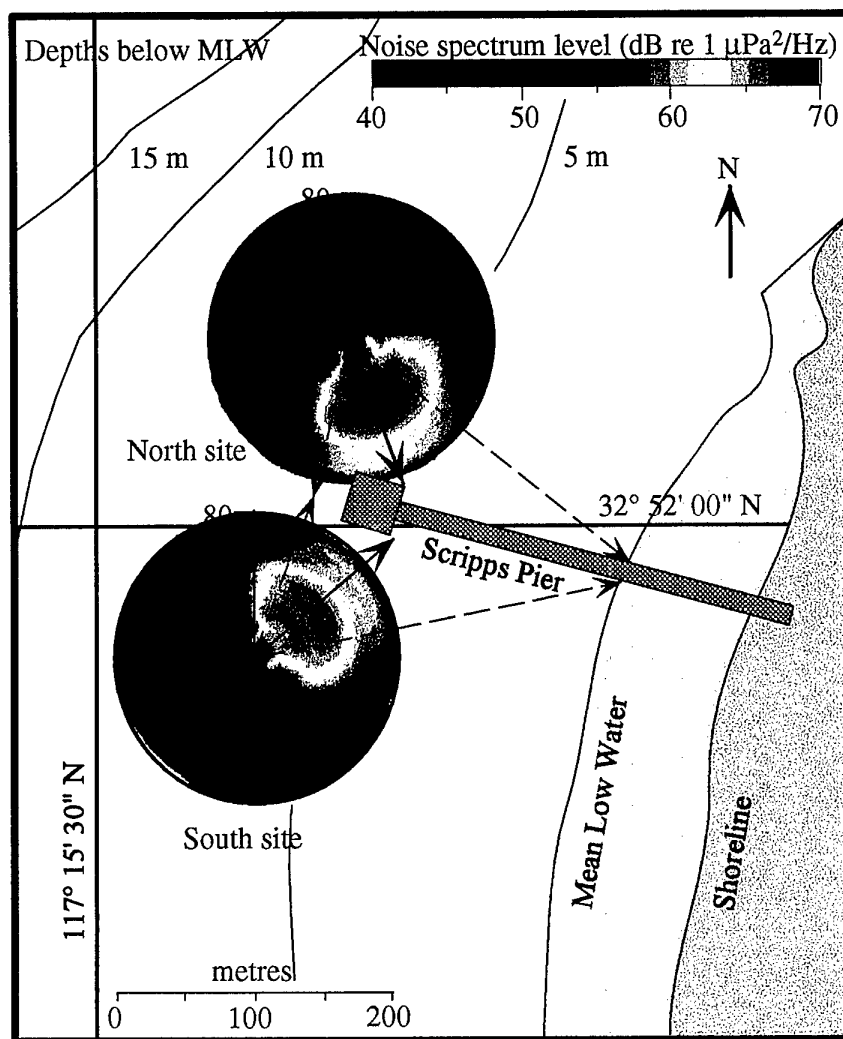 Depths below MLW
Noise spectrum level (dB re 1 µPa²/Hz)
40 50 60 70
15 m
10 m
5 m
N
80
North site
32° 52' 00" N
80
Scripps Pier
South site
117° 15' 30" N
Mean Low Water
Shoreline
metres
0 100 200